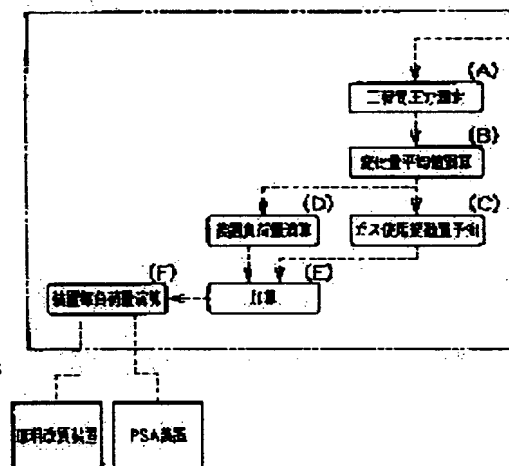 (A)
(B)
変化量平均値演算
(D)
(C)
装置負荷量演算
ガス使用変動量予測
(F)
(E)
装置毎負荷量演算
原料改質装置
PSA装置